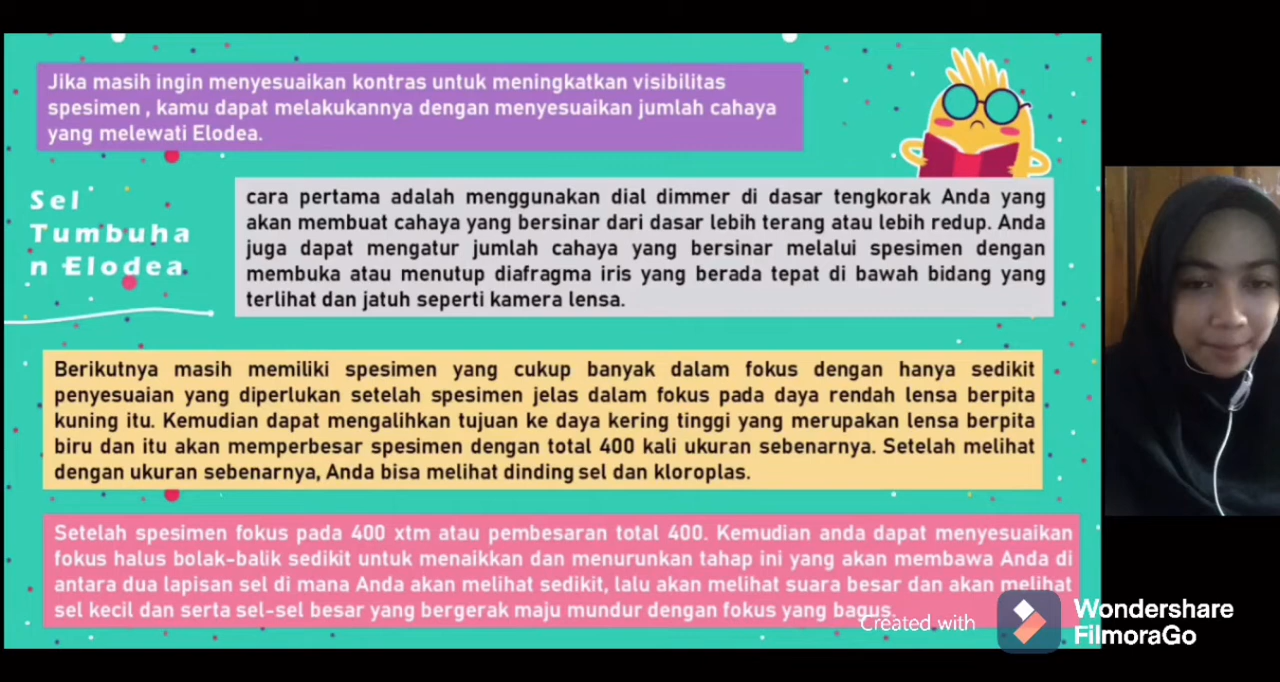 Jika masih ingin menyesuaikan kontras untuk meningkatkan visibilitas
spesimen , kamu dapat melakukannya dengan menyesuaikan jumlah cahaya
yang melewati Elodea.
Sel
Tumbuha
n Elodea
cara pertama adalah menggunakan dial dimmer di dasar tengkorak Anda yang
akan membuat cahaya yang bersinar dari dasar lebih terang atau lebih redup. Anda
juga dapat mengatur jumlah cahaya yang bersinar melalui spesimen dengan
membuka atau menutup diafragma iris yang berada tepat di bawah bidang yang
terlihat dan jatuh seperti kamera lensa.
Berikutnya masih memiliki spesimen yang cukup banyak dalam fokus dengan hanya sedikit
penyesuaian yang diperlukan setelah spesimen jelas dalam fokus pada daya rendah lensa berpita
kuning itu. Kemudian dapat mengalihkan tujuan ke daya kering tinggi yang merupakan lensa berpita
biru dan itu akan memperbesar spesimen dengan total 400 kali ukuran sebenarnya. Setelah melihat
dengan ukuran sebenarnya, Anda bisa melihat dinding sel dan kloroplas.
Setelah spesimen fokus pada 400 xtm atau pembesaran total 400. Kemudian anda dapat menyesuaikan
fokus halus bolak-balik sedikit untuk menaikkan dan menurunkan tahap ini yang akan membawa Anda di
antara dua lapisan sel di mana Anda akan melihat sedikit, lalu akan melihat suara besar dan akan melihat
sel kecil dan serta sel-sel besar yang bergerak maju mundur dengan fokus yang bagus.
Created with
Wondershare
FilmoraGo